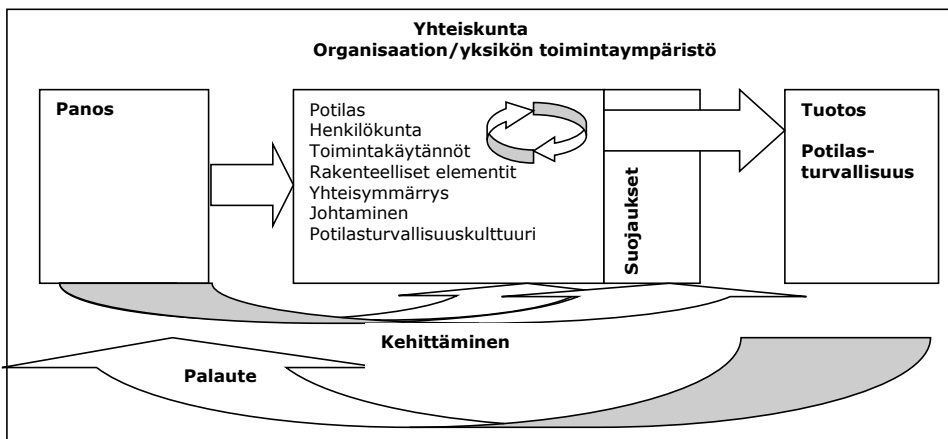 Yhteiskunta
Organisaation/yksikön toimintaympäristö
Panos
Potilas
Henkilökunta
Toimintakäytännöt
Rakenteelliset elementit
Yhteisymmärrys
Johtaminen
Potilasturvallisuuskulttuuri
Suojaukset
Tuotos
Potilas-
turvallisuus
Kehittäminen
Palaute